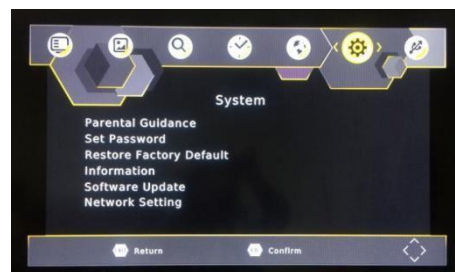 System
Parental Guidance
Set Password
Restore Factory Default
Information
Software Update
Network Setting
Return
Confirm